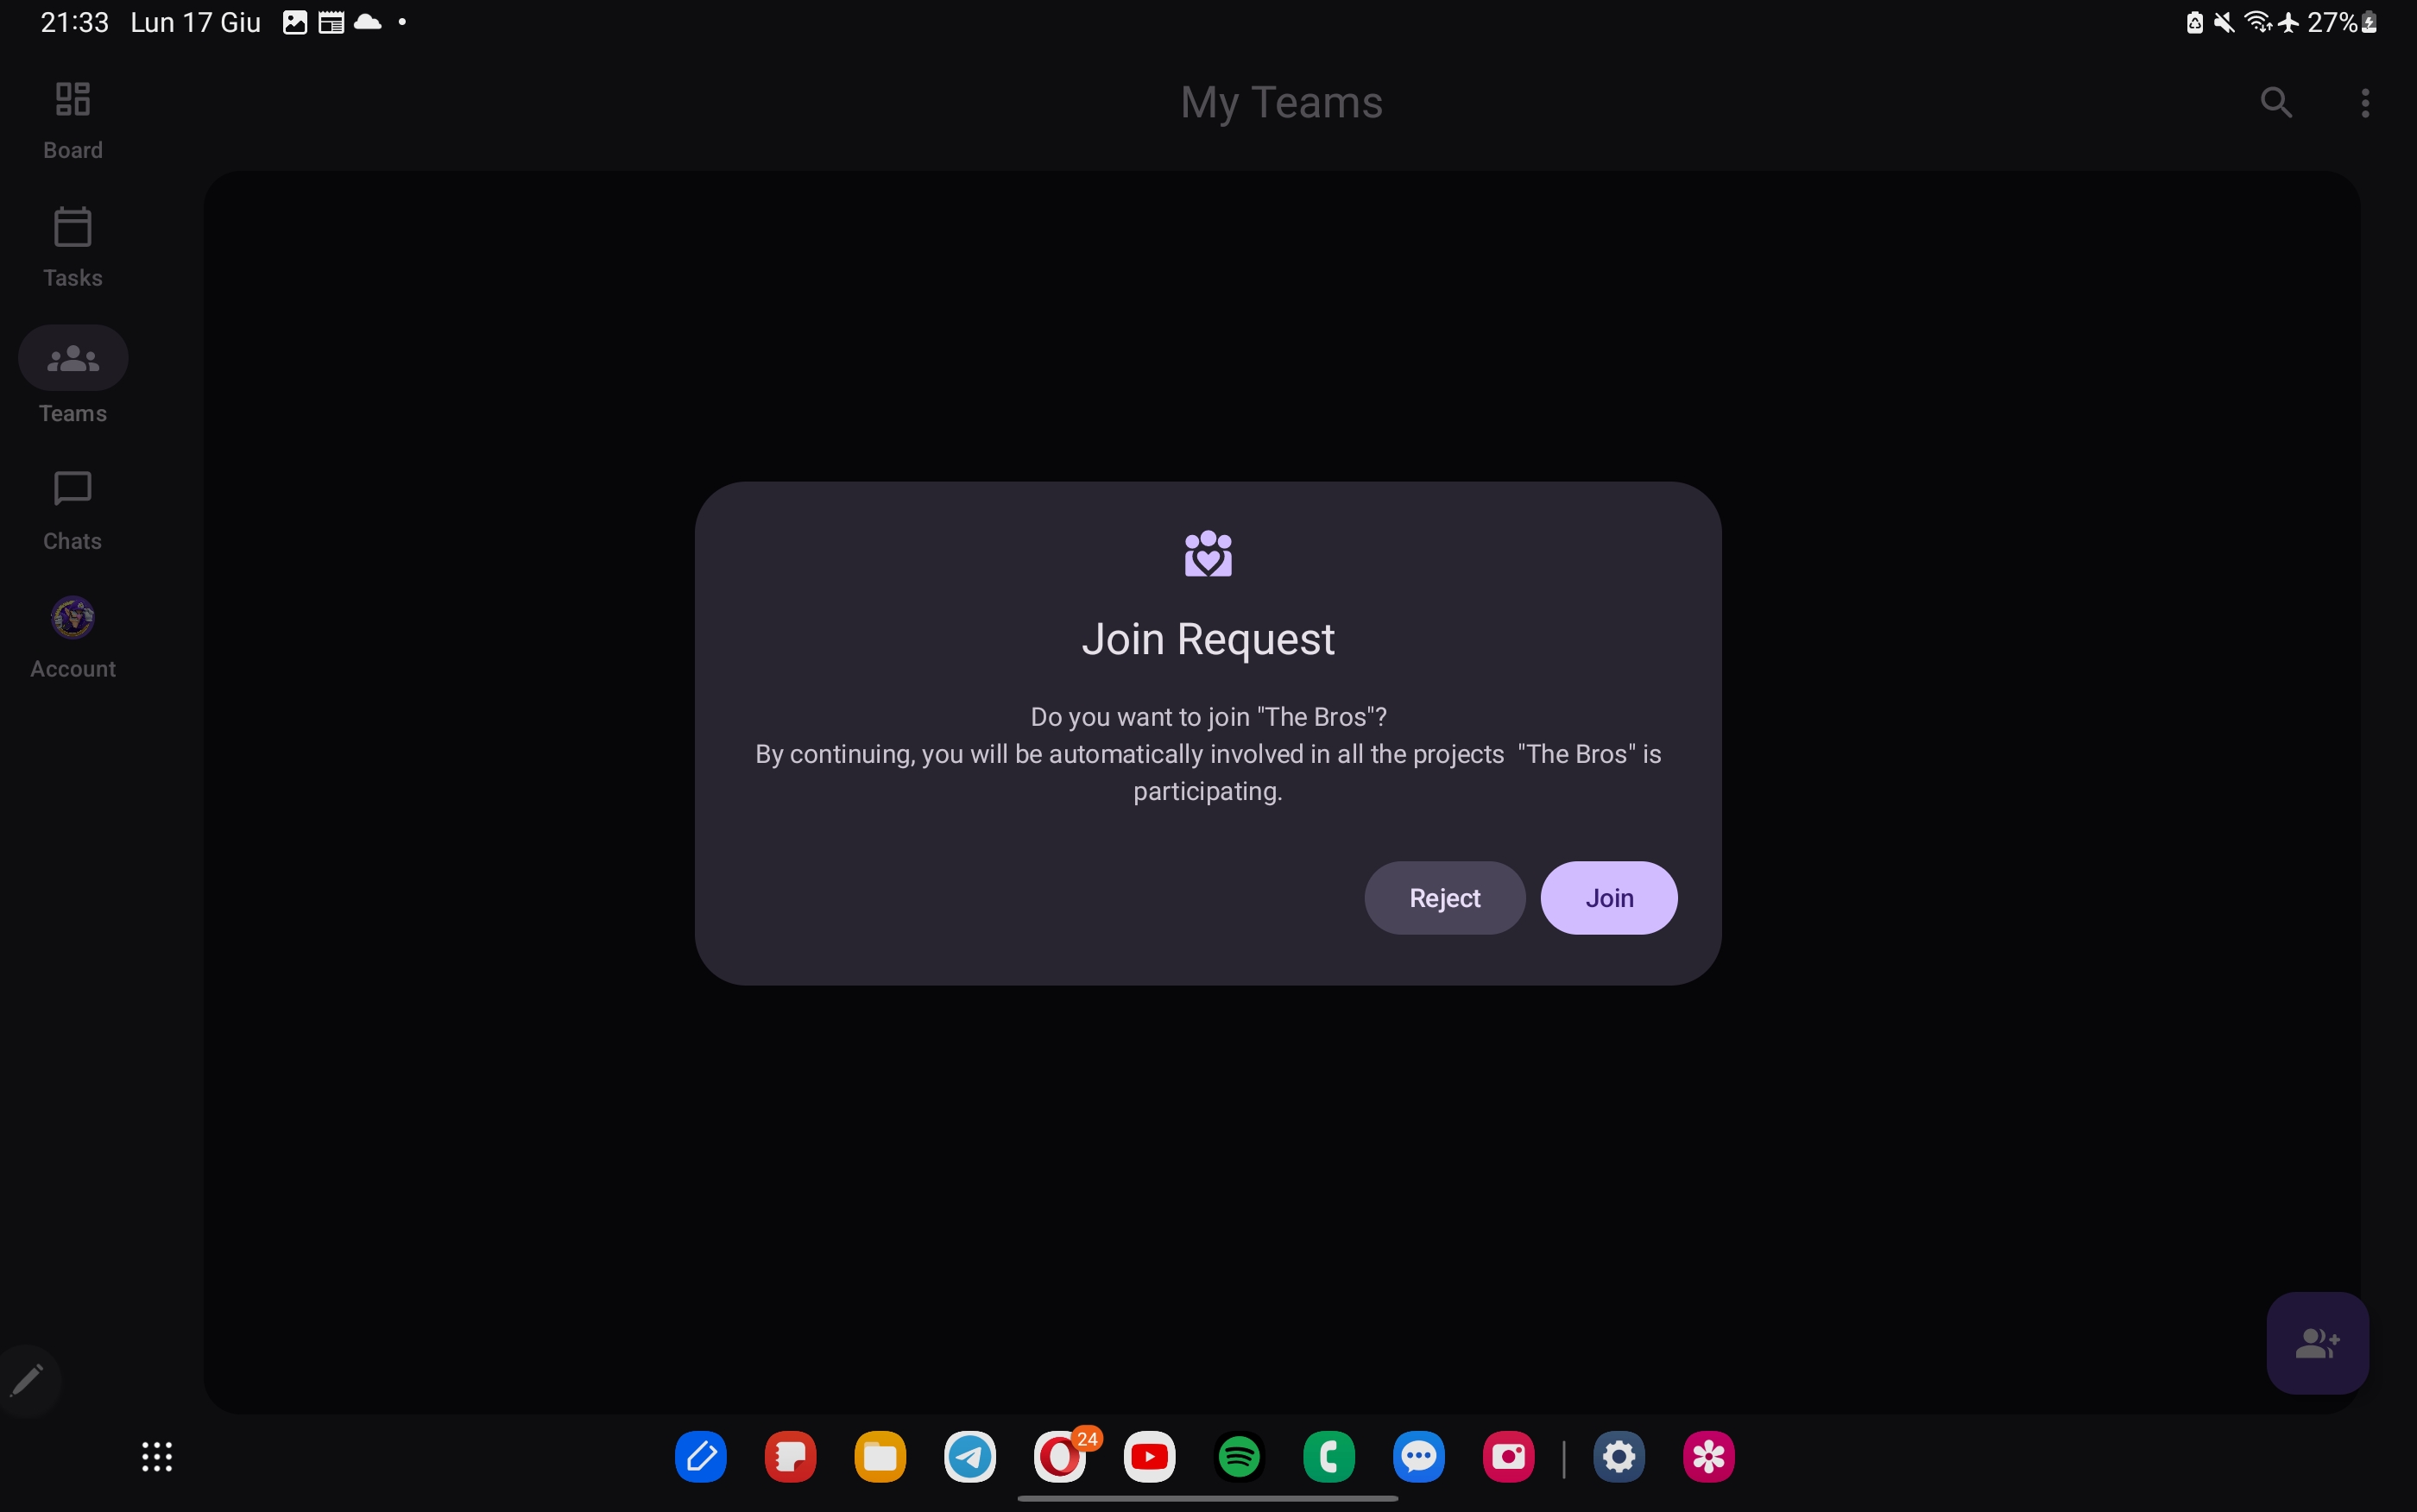 21:33 Lun 17 Giu
27%
My Teams
Board
Tasks
Teams
Chats
Account
Join Request
Do you want to join "The Bros"?
By continuing, you will be automatically involved in all the projects  "The Bros" is
participating.
Reject
Join
24